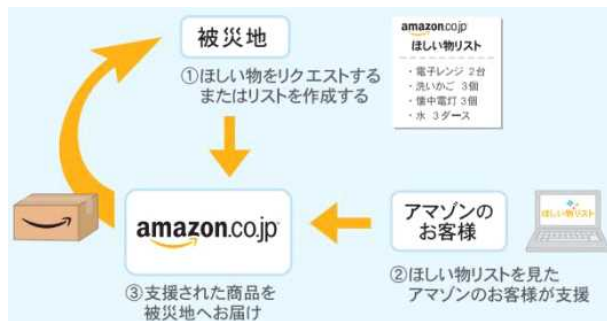 被災地
①ほしい物をリクエストする
またはリストを作成する
amazon.co.jp
ほしい物リスト
・電子レンジ 2台
・洗いかご 3個
・懐中電灯 3個
・水 3ダース
amazon.co.jp
アマゾンの
お客様
ほしい物リスト
②ほしい物リストを見た
アマゾンのお客様が支援
③支援された商品を
被災地へお届け